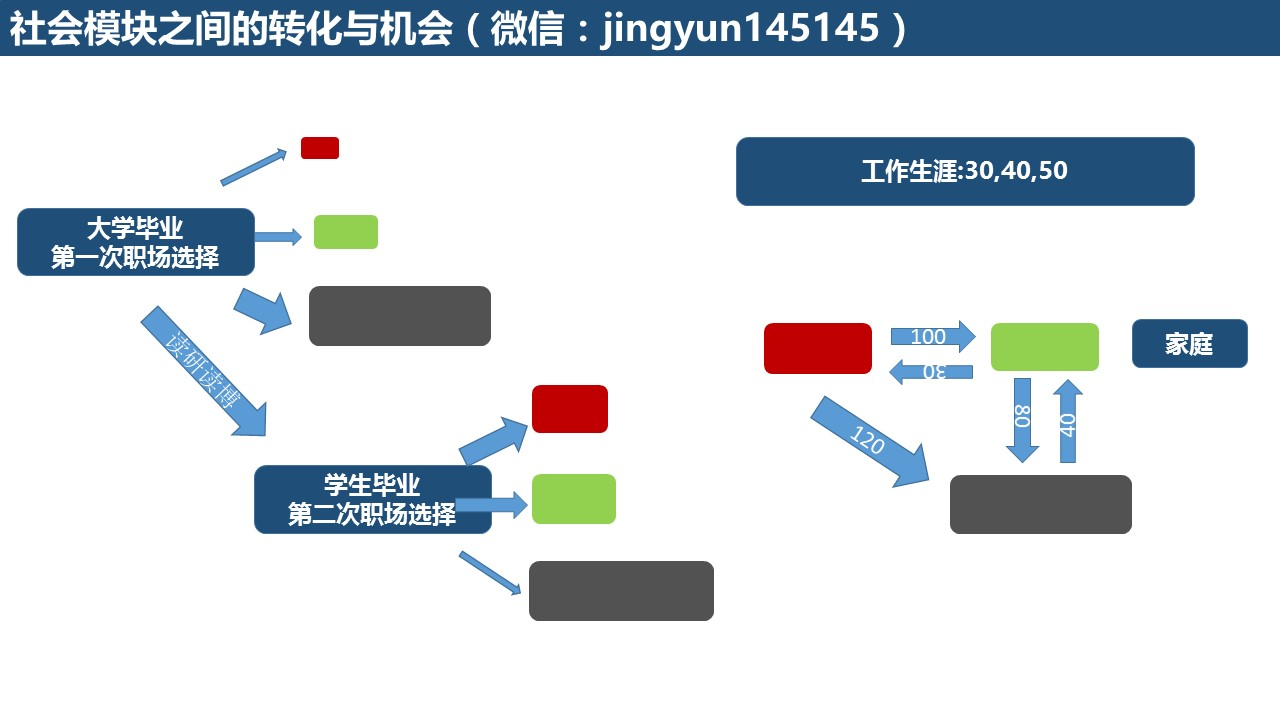 社会模块之间的转化与机会（微信：jingyun145145）
大学毕业
第一次职场选择
读研读博
学生毕业
第二次职场选择
工作生涯:30,40,50
100
30
家庭
80
40
120